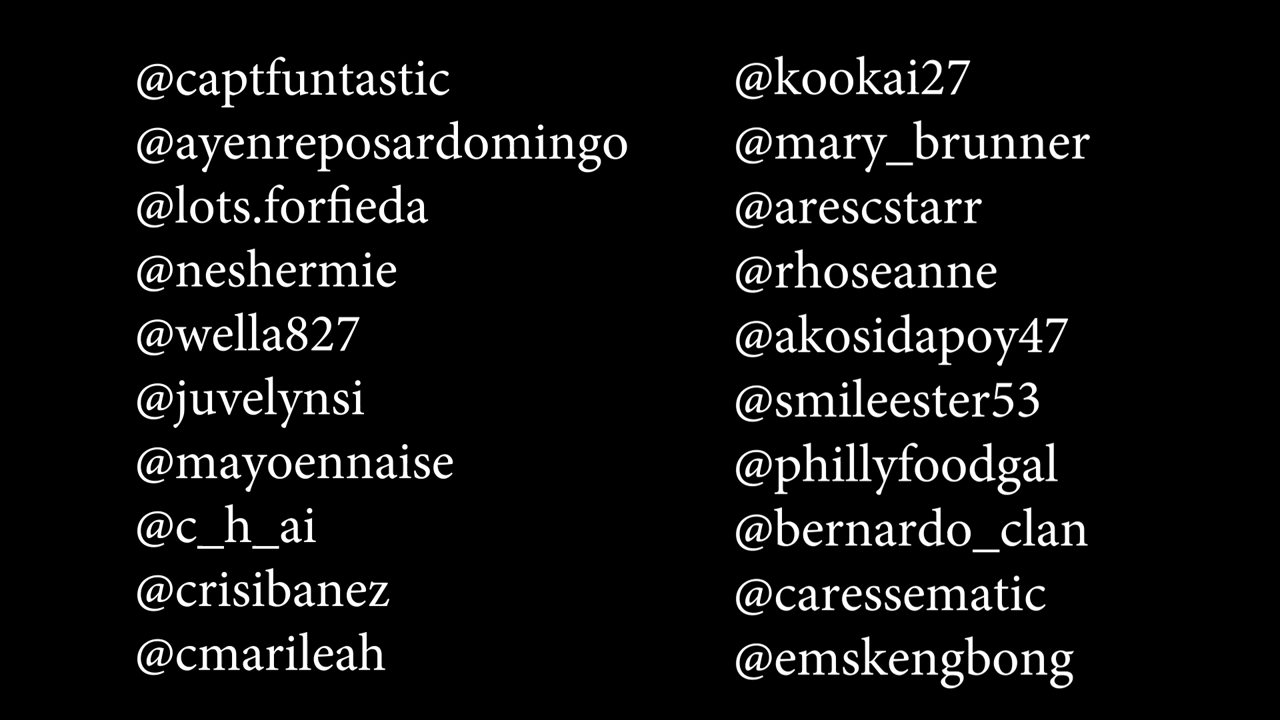 @captfuntastic
@ayenreposardomingo
@lots.forfieda
@neshermie
@wella827
@juvelynsi
@mayoennaise
@c_h_ai
@crisibanez
@cmarileah
@kookai27
@mary_brunner
@arescstarr
@rhoseanne
@akosidapoy47
@smileester53
@phillyfoodgal
@bernardo_clan
@caressematic
@emskengbong